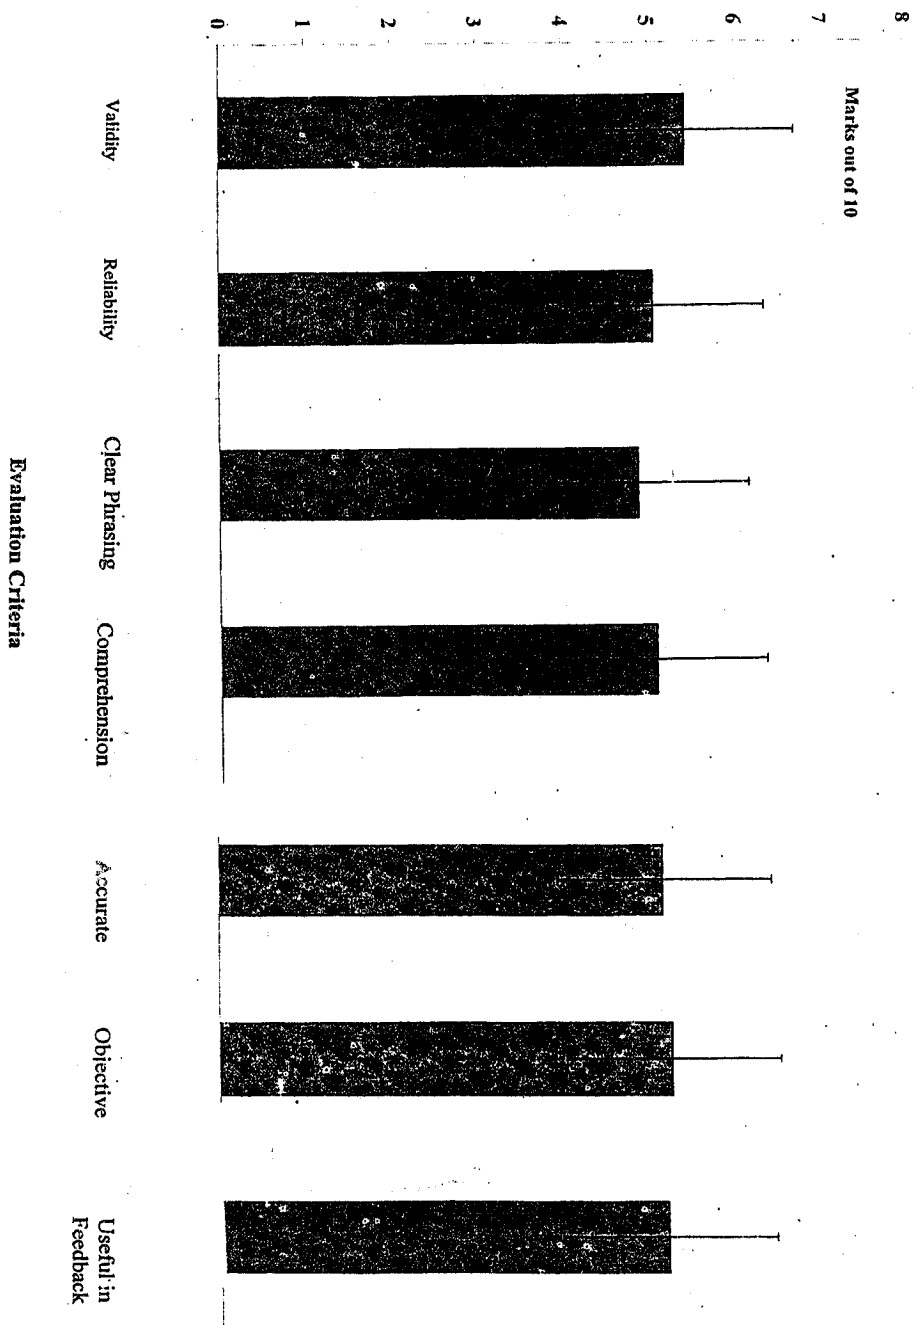 Marks out of 10
8
7
6
5
4
3
2
1
0
Validity
Reliability
Clear Phrasing
Comprehension
Accurate
Objective
Useful in
Feedback
Evaluation Criteria